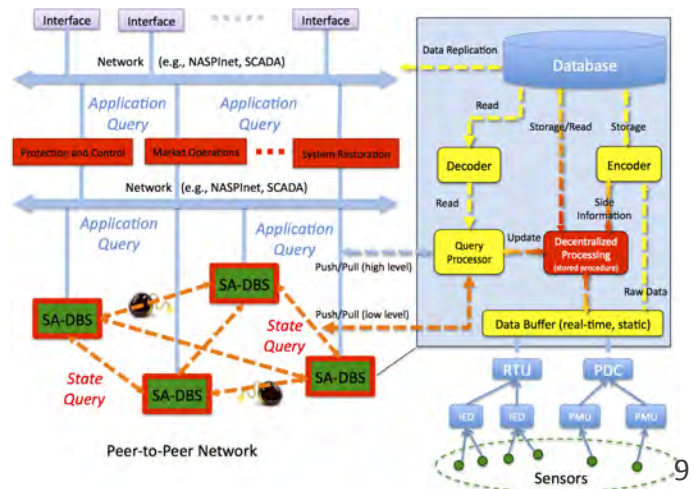 Interface
Interface
Interface
Network (e.g., NASPInet, SCADA)
Application
Query
Application
Query
Protection and Control
Market Operations
System Restoration
Network (e.g., NASPInet, SCADA)
Application
Query
Application
Query
SA-DBS
SA-DBS
SA-DBS
SA-DBS
State
Query
State
Query
Peer-to-Peer Network
Data Replication
Database
Read
Storage/Read
Storage
Decoder
Encoder
Read
Side
Information
Query
Processor
Update
Decentralized
Processing
(stored procedure)
Push/Pull (high level)
Raw Data
Push/Pull (low level)
Data Buffer (real-time, static)
RTU
PDC
IED
IED
PMU
PMU
Sensors
9